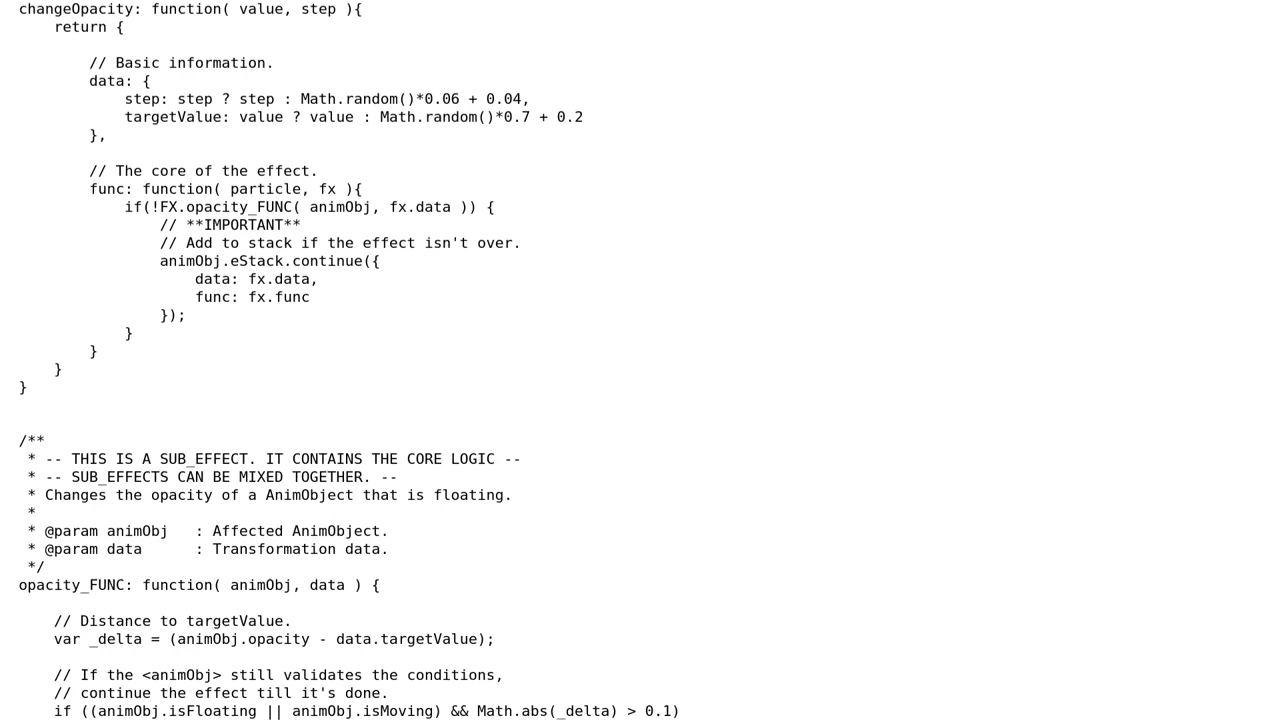 changeOpacity: function( value, step ){
    return {

        // Basic information.
        data: {
            step: step ? step : Math.random()*0.06 + 0.04,
            targetValue: value ? value : Math.random()*0.7 + 0.2
        },

        // The core of the effect.
        func: function( particle, fx ){
            if(!FX.opacity_FUNC( animObj, fx.data )) {
                // **IMPORTANT**
                // Add to stack if the effect isn't over.
                animObj.eStack.continue({
                    data: fx.data,
                    func: fx.func
                });
            }
        }
    }
}


/**
 * -- THIS IS A SUB_EFFECT. IT CONTAINS THE CORE LOGIC --
 * -- SUB_EFFECTS CAN BE MIXED TOGETHER. --
 * Changes the opacity of a AnimObject that is floating.
 *
 * @param animObj   : Affected AnimObject.
 * @param data      : Transformation data.
 */
opacity_FUNC: function( animObj, data ) {

    // Distance to targetValue.
    var _delta = (animObj.opacity - data.targetValue);

    // If the <animObj> still validates the conditions,
    // continue the effect till it's done.
    if ((animObj.isFloating || animObj.isMoving) && Math.abs(_delta) > 0.1)